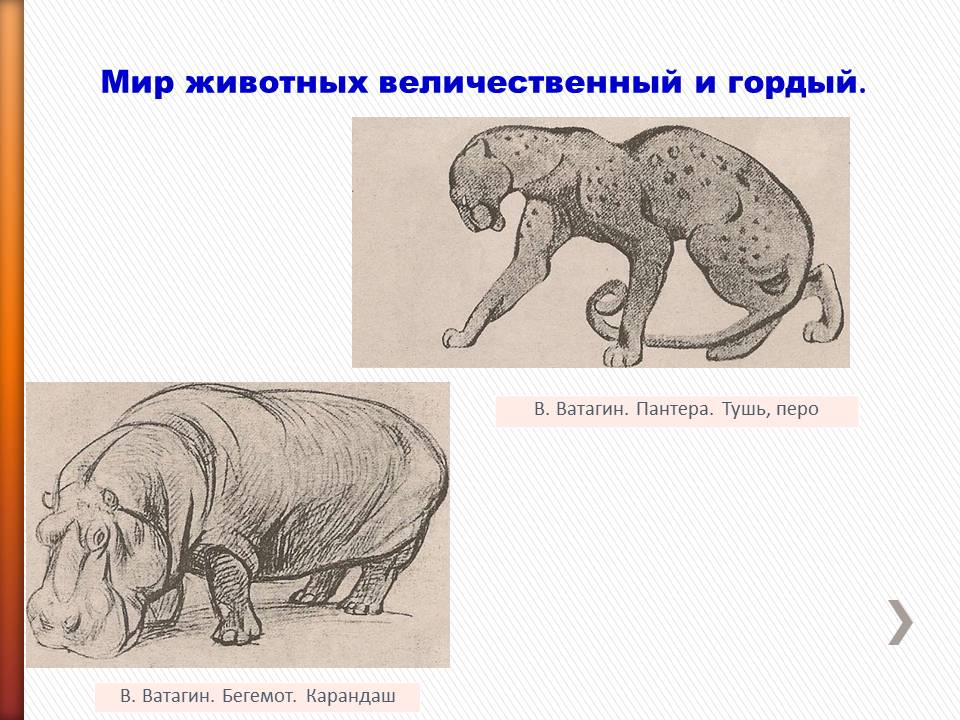 Мир животных величественный и гордый.
В. Ватагин. Пантера. Тушь, перо
В. Ватагин. Бегемот. Карандаш